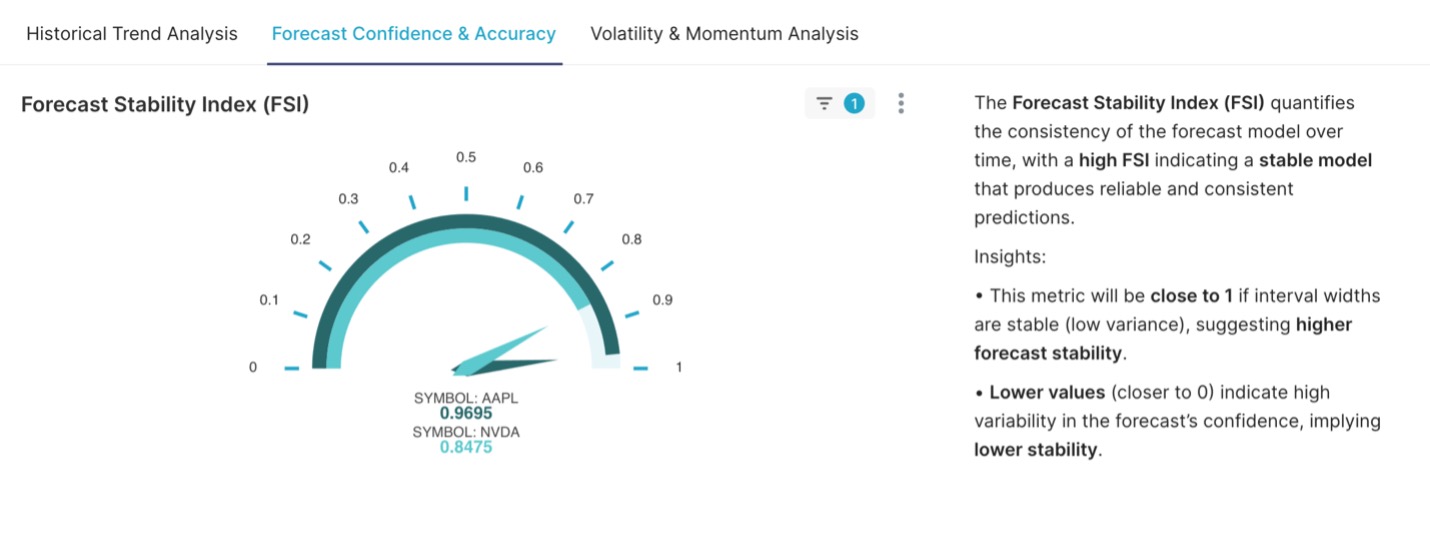 Historical Trend Analysis
Forecast Confidence & Accuracy
Volatility & Momentum Analysis
Forecast Stability Index (FSI)
1
0
0.1
0.2
0.3
0.4
0.5
0.6
0.7
0.8
0.9
1
SYMBOL: AAPL
0.9695
SYMBOL: NVDA
0.8475
The Forecast Stability Index (FSI) quantifies
the consistency of the forecast model over
time, with a high FSI indicating a stable model
that produces reliable and consistent
predictions.
Insights:
• This metric will be close to 1 if interval widths
are stable (low variance), suggesting higher
forecast stability.
• Lower values (closer to 0) indicate high
variability in the forecast’s confidence, implying
lower stability.